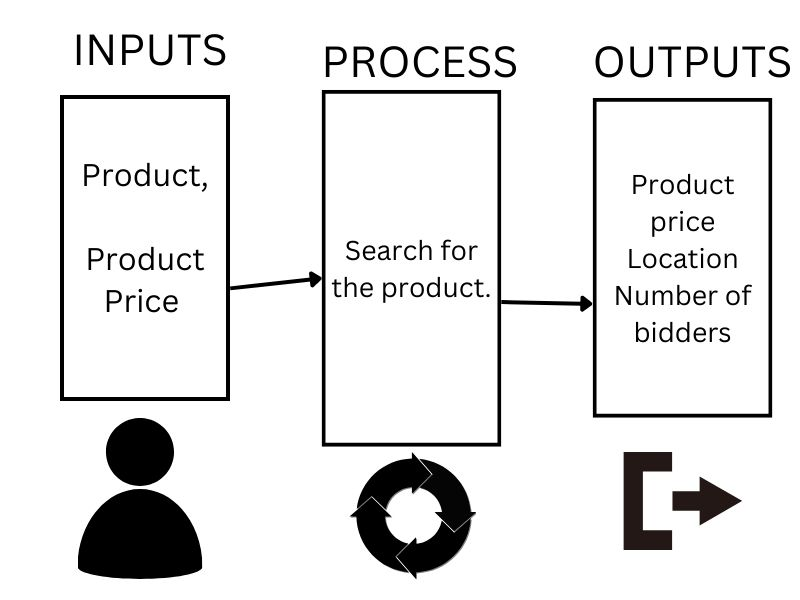 INPUTS
PROCESS
OUTPUTS
Product,
Product
Price
Search for
the product.
Product
price
Location
Number of
bidders